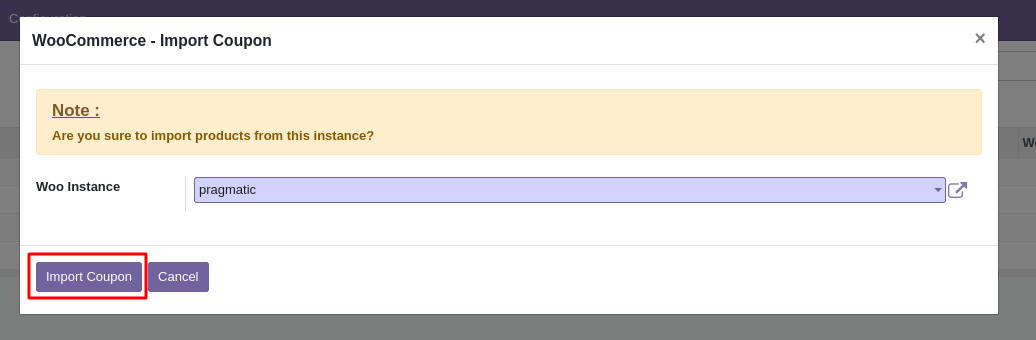 Configuration
WooCommerce - Import Coupon
×
Note :
Are you sure to import products from this instance?
Woo Instance
pragmatic
Import Coupon
Cancel